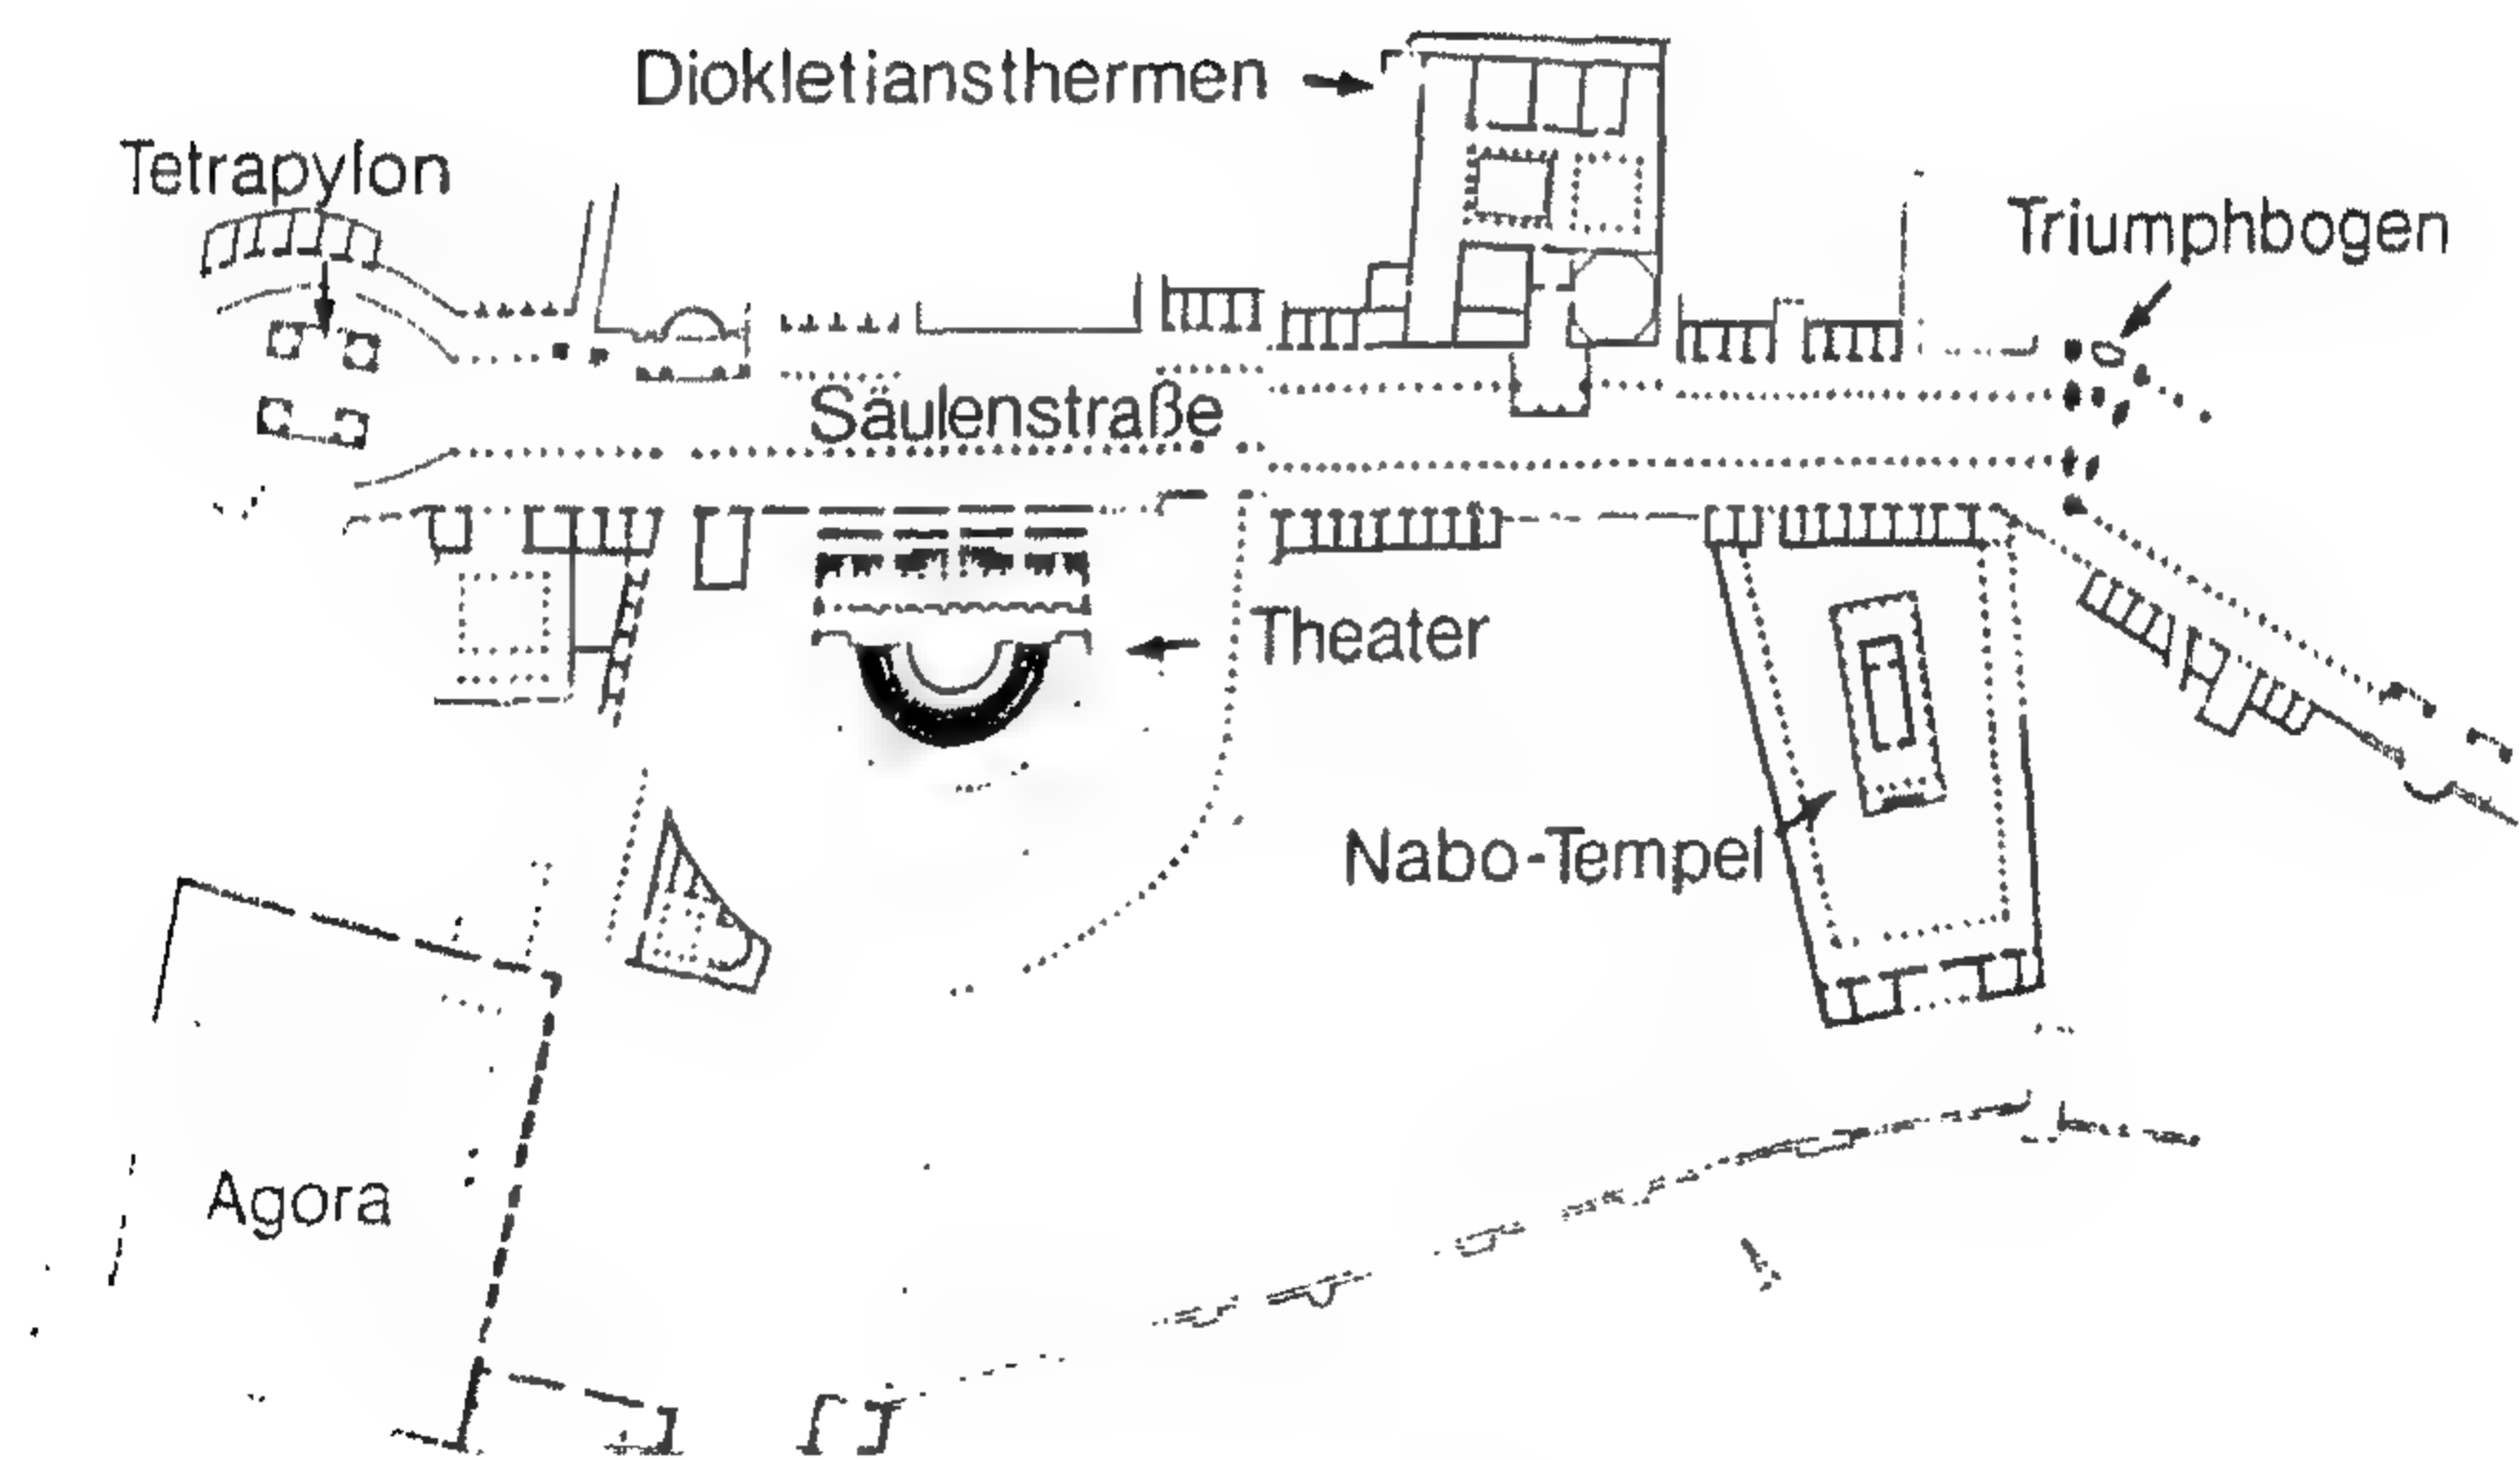 Diokletiansthermen
Tetrapylon
Triumphbogen
Säulenstraße
Theater
Nabo-Tempel
Agora